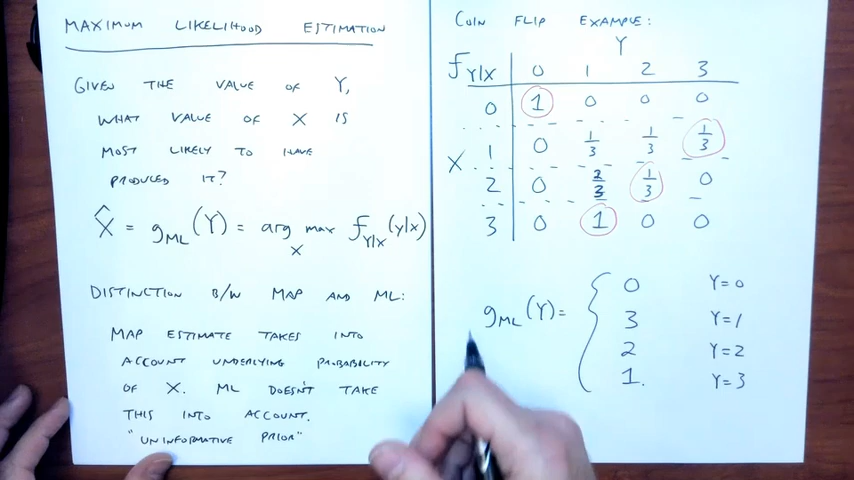 MAXIMUM LIKELIHOOD ESTIMATION
GIVEN THE VALUE OF Y,
WHAT VALUE OF X IS
MOST LIKELY TO HAVE
PRODUCED IT?
X̂ = g_ML(Y) = arg max_X f_Y|X(y|x)
DISTINCTION B/W MAP AND ML:
MAP ESTIMATE TAKES INTO
ACCOUNT UNDERLYING PROBABILITY
OF X. ML DOESN'T TAKE
THIS INTO ACCOUNT.
"UNINFORMATIVE PRIOR"
COIN FLIP EXAMPLE:
Y
f_Y|X 0 1 2 3
0 1 0 0 0
1 0 1/3 1/3 1/3
X
2 0 2/3 1/3 0
3 0 1 0 0
g_ML(Y) = {
0 Y=0
3 Y=1
2 Y=2
1. Y=3